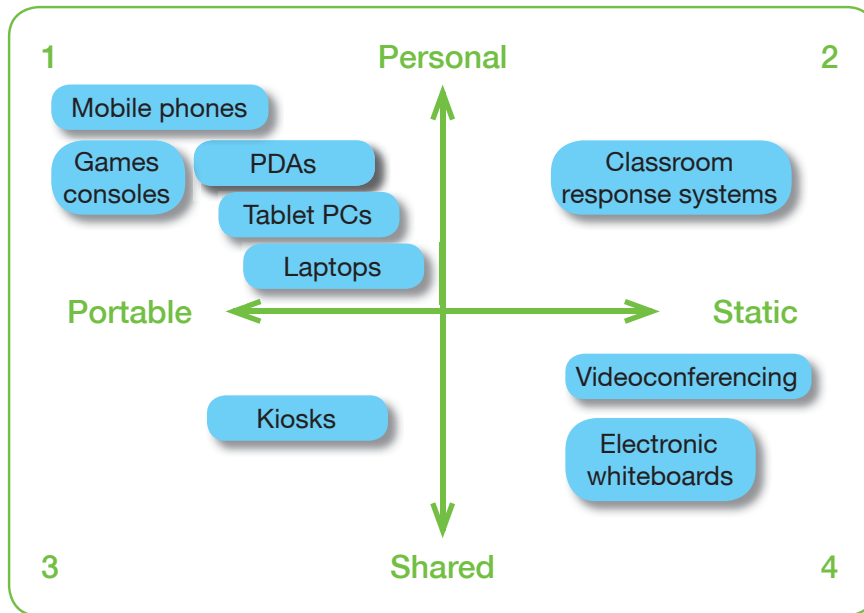 1
Personal
2
Mobile phones
Games
consoles
PDAs
Tablet PCs
Laptops
Classroom
response systems
Portable
Static
Videoconferencing
Kiosks
Electronic
whiteboards
3
Shared
4